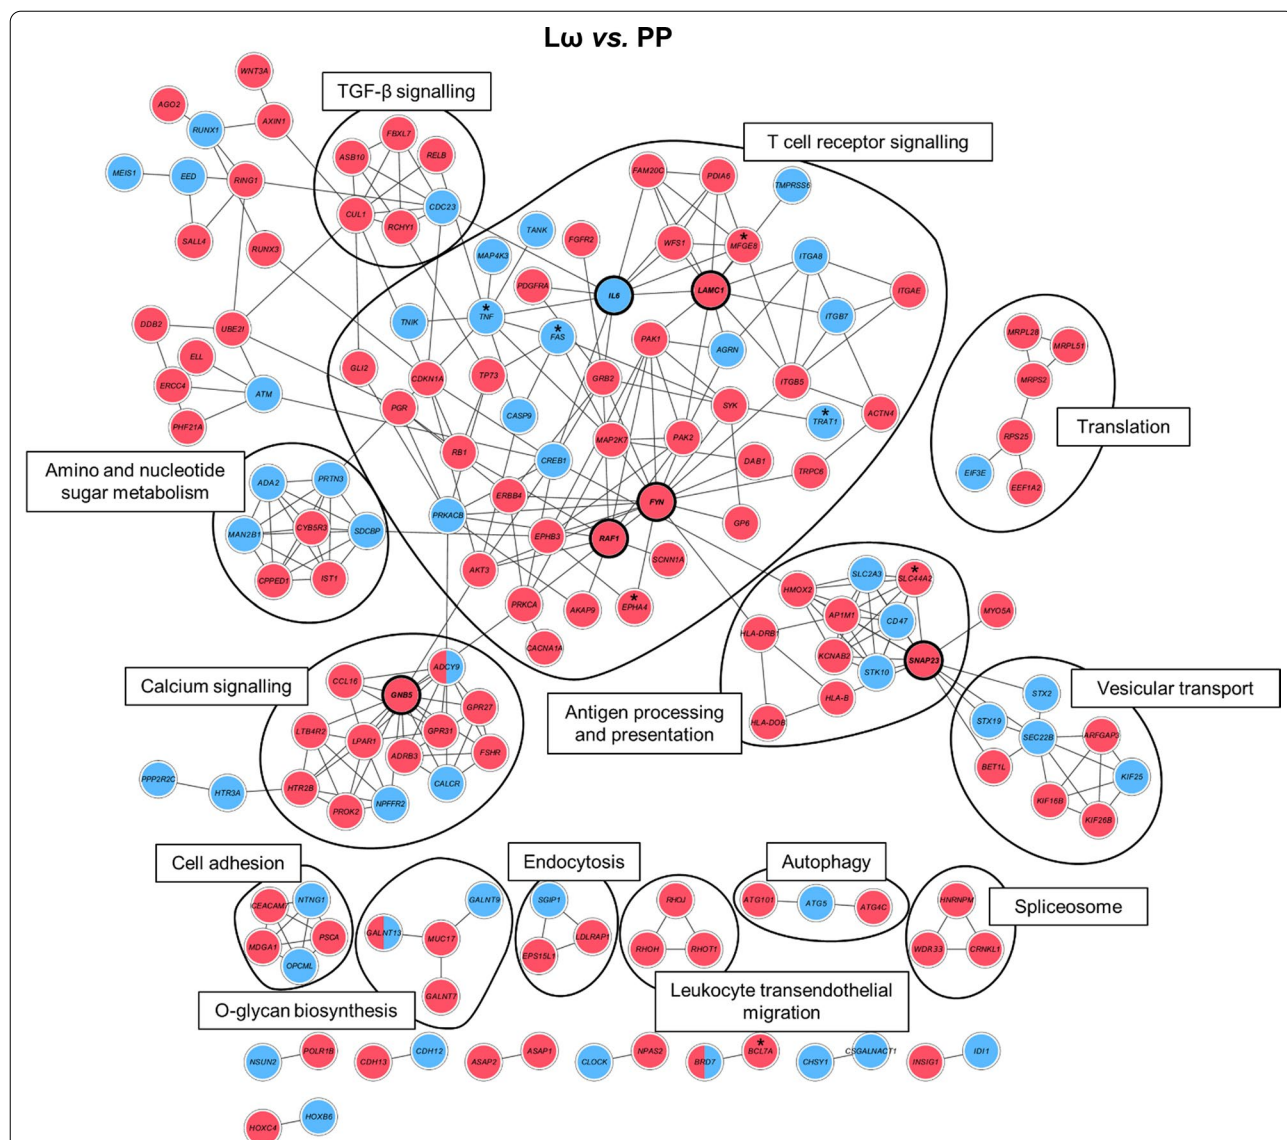 Lω vs. PP
WNT3A
TGF-β signalling
AGO2
AXIN1
RUNX1
FBXL7
ASB10
RELB
T cell receptor signalling
MEIS1
EED
RING1
FAM20C
PDIA6
TMPRSS6
CUL1
RCHY1
CDC23
SALL4
RUNX3
TANK
FGFR2
WFS1
*
MFGE8
MAP4K3
ITGA8
PDGFRA
IL6
LAMC1
ITGAE
DDB2
UBE2I
TNIK
*
TNF
*
FAS
ITGB7
MRPL28
MRPL51
ELL
PAK1
AGRN
ERCC4
ATM
GLI2
CDKN1A
TP73
GRB2
ITGB5
MRPS2
PHF21A
PGR
CASP9
SYK
*
TRAT1
ACTN4
Translation
RPS25
Amino and nucleotide
sugar metabolism
RB1
MAP2K7
PAK2
CREB1
DAB1
TRPC6
EIF3E
EEF1A2
ADA2
PRTN3
ERBB4
FYN
MAN2B1
CYB5R3
SDCBP
PRKACB
EPHB3
RAF1
GP6
CPPED1
IST1
AKT3
SCNN1A
PRKCA
AKAP9
*
EPHA4
HMOX2
SLC2A3
*
SLC44A2
MYO5A
CACNA1A
HLA-DRB1
AP1M1
CD47
KCNAB2
STK10
SNAP23
Calcium signalling
CCL16
ADCY9
GNB5
Antigen processing
and presentation
HLA-B
HLA-DOB
STX2
Vesicular transport
LTB4R2
LPAR1
GPR31
GPR27
STX19
SEC22B
ARFGAP3
ADRB3
FSHR
BET1L
KIF25
PPP2R2C
HTR3A
HTR2B
PROK2
NPFFR2
CALCR
KIF16B
KIF26B
Cell adhesion
Endocytosis
Autophagy
CEACAM7
NTNG1
GALNT9
SGIP1
RHOJ
ATG101
ATG5
ATG4C
HNRNPM
Spliceosome
MDGA1
PSCA
GALNT13
MUC17
LDLRAP1
EPS15L1
RHOH
RHOT1
WDR33
CRNKL1
OPCML
GALNT7
O-glycan biosynthesis
Leukocyte transendothelial
migration
NSUN2
POLR1B
CDH13
CDH12
ASAP2
ASAP1
CLOCK
NPAS2
BRD7
*
BCL7A
CHSY1
CSGALNACT1
INSIG1
IDI1
HOXC4
HOXB6